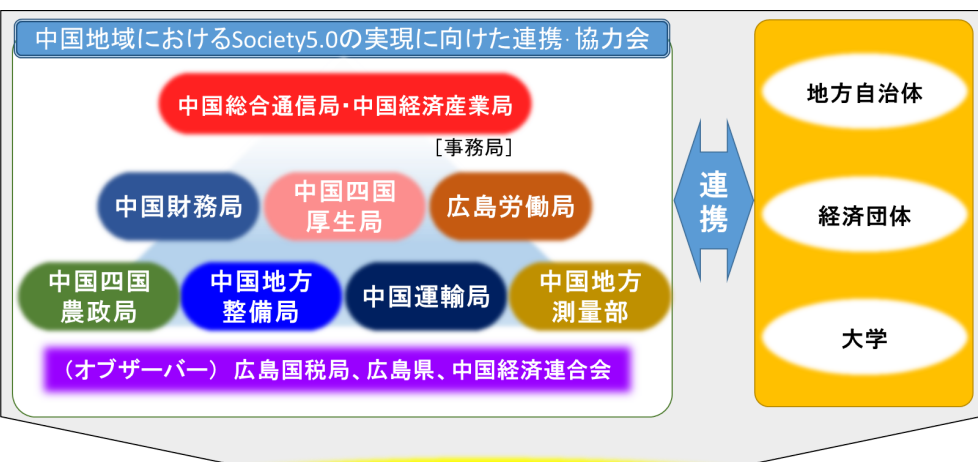 中国地域におけるSociety5.0の実現に向けた連携・協力会
中国総合通信局・中国経済産業局
[事務局]
中国財務局
中国四国
厚生局
広島労働局
中国四国
農政局
中国地方
整備局
中国運輸局
中国地方
測量部
（オブザーバー）広島国税局、広島県、中国経済連合会
連
携
地方自治体
経済団体
大学